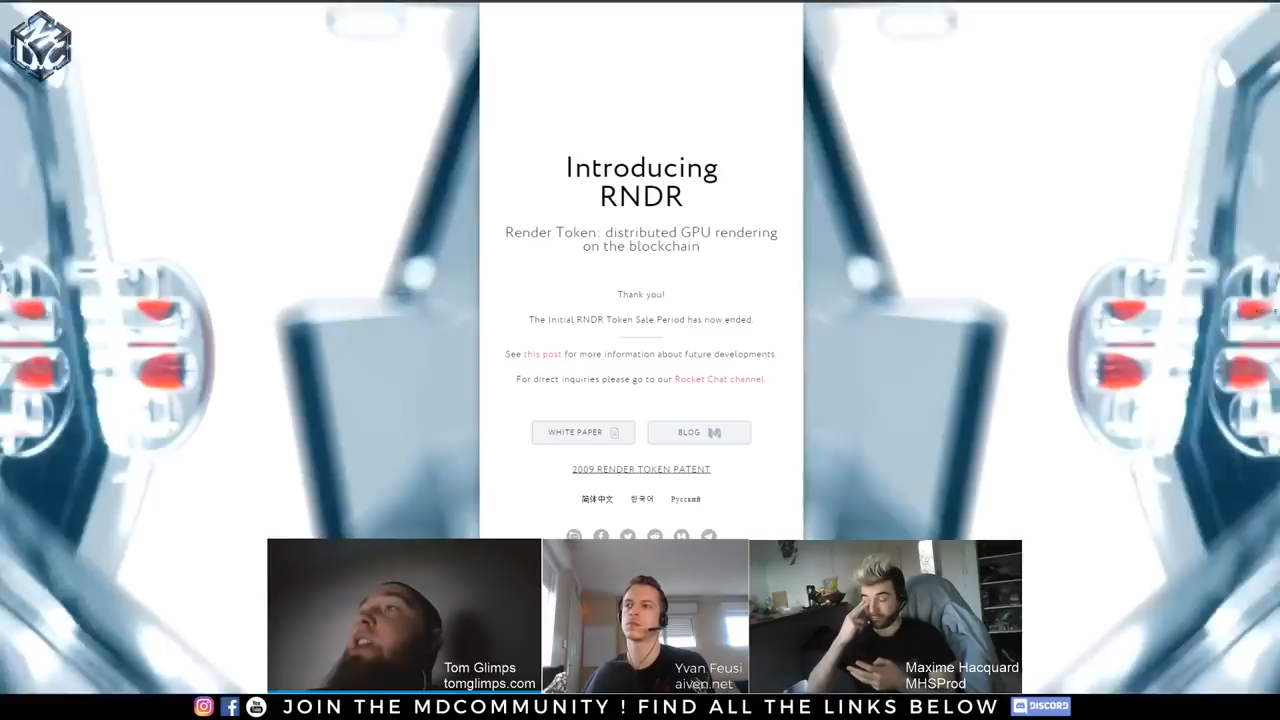 Introducing
RNDR
Render Token: distributed GPU rendering
on the blockchain
Thank you!
The Initial RNDR Token Sale Period has now ended.
See this post for more information about future developments
For direct inquiries please go to our Rocket Chat channel.
WHITE PAPER
BLOG
2009 RENDER TOKEN PATENT
简体中文
한국어
Русский
Tom Glimps
tomglimps.com
Yvan Feusi
aiven.net
Maxime Hacquard
MHSProd
JOIN THE MDCOMMUNITY ! FIND ALL THE LINKS BELOW
DISCORD